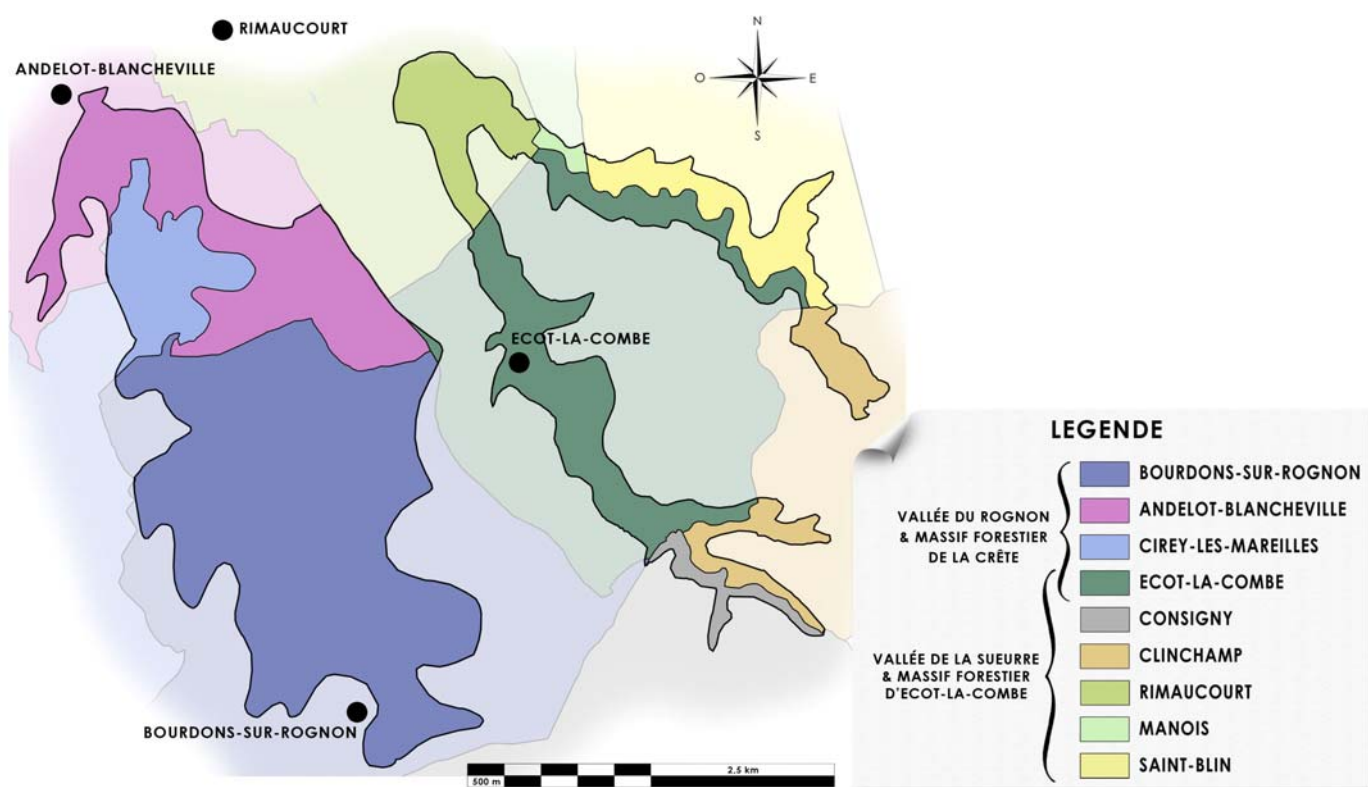 RIMAUCOURT
ANDELOT-BLANCHEVILLE
N
O
E
S
ECOT-LA-COMBE
BOURDONS-SUR-ROGNON
500 m
2,5 km
LEGENDE
VALLÉE DU ROGNON
& MASSIF FORESTIER
DE LA CRÊTE
VALLÉE DE LA SUEURRE
& MASSIF FORESTIER
D'ECOT-LA-COMBE
BOURDONS-SUR-ROGNON
ANDELOT-BLANCHEVILLE
CIREY-LES-MAREILLES
ECOT-LA-COMBE
CONSIGNY
CLINCHAMP
RIMAUCOURT
MANOIS
SAINT-BLIN